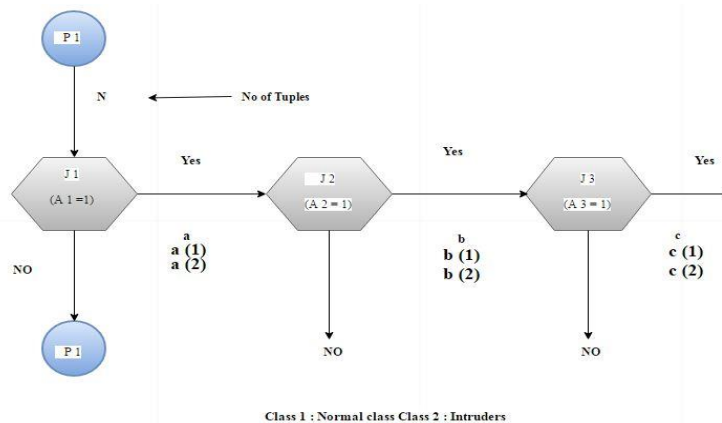 P 1
N
No of Tuples
Yes
Yes
Yes
J 1
(A 1 =1)
J 2
(A 2 = 1)
J 3
(A 3 = 1)
a
a (1)
a (2)
b
b (1)
b (2)
c
c (1)
c (2)
NO
P 1
NO
NO
Class 1 : Normal class Class 2 : Intruders